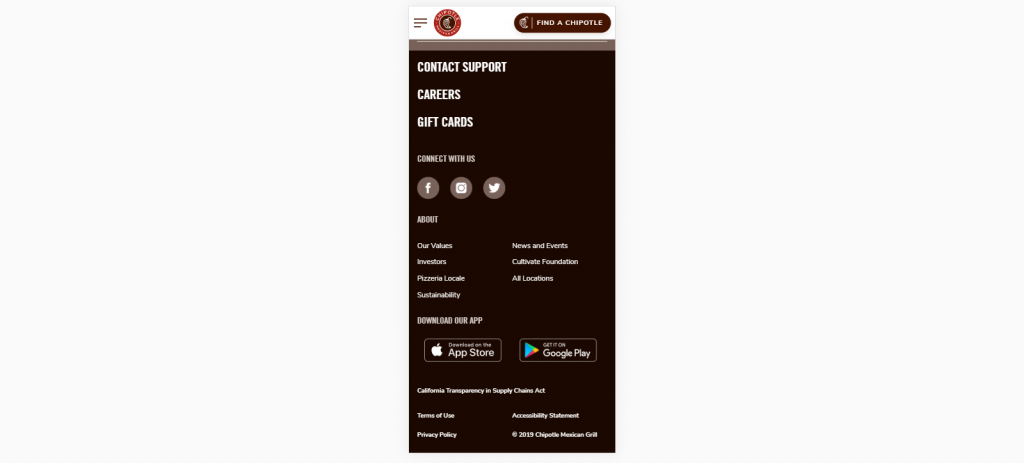 CHIPOTLE
FIND A CHIPOTLE
CONTACT SUPPORT
CAREERS
GIFT CARDS
CONNECT WITH US
ABOUT
Our Values
News and Events
Investors
Cultivate Foundation
Pizzeria Locale
All Locations
Sustainability
DOWNLOAD OUR APP
Download on the
App Store
GET IT ON
Google Play
California Transparency in Supply Chains Act
Terms of Use
Accessibility Statement
Privacy Policy
© 2019 Chipotle Mexican Grill